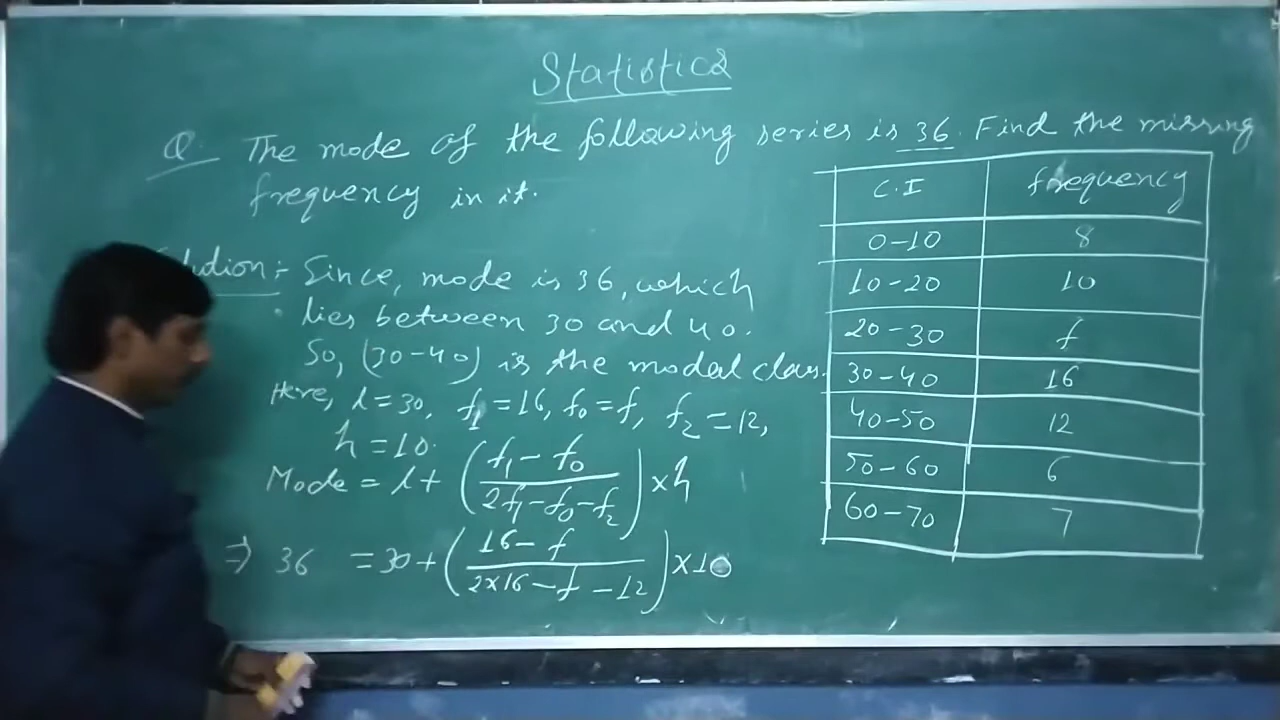 Statistics
Q. The mode of the following series is 36. Find the missing
frequency in it.
C.I frequency
0-10 8
10-20 10
20-30 f
30-40 16
40-50 12
50-60 6
60-70 7
Solution:- Since, mode is 36, which
lies between 30 and 40.
So, (30-40) is the modal class.
Here, l=30, f₁=16, f₀=f, f₂=12,
h=10.
Mode = l+ ((f₁-f₀)/(2f₁-f₀-f₂))×h
⇒ 36 = 30+((16-f)/(2×16-f-12))×10